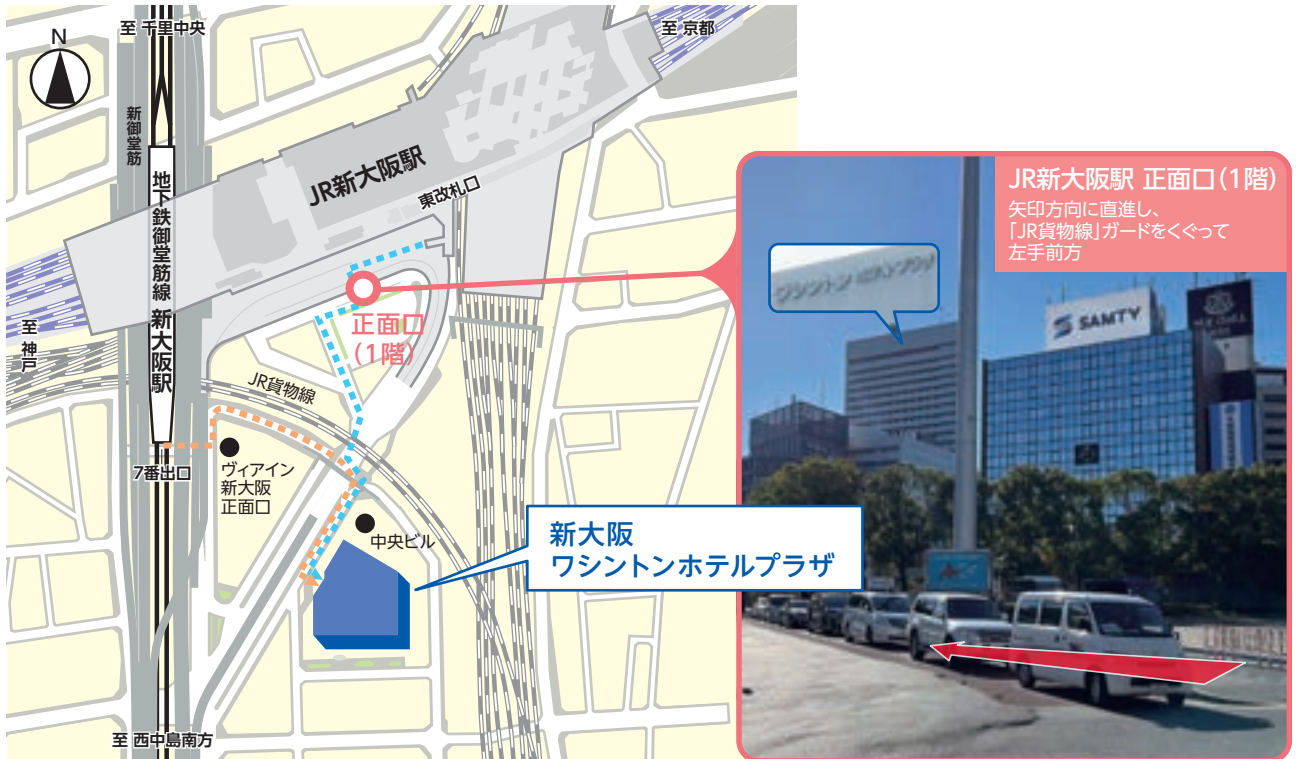 N
至 千里中央
至 京都
新御堂筋
地下鉄御堂筋線 新大阪駅
JR新大阪駅
東改札口
至 神戸
正面口
(1階)
JR貨物線
7番出口
ヴィアイン
新大阪
正面口
中央ビル
新大阪
ワシントンホテルプラザ
至 西中島南方
JR新大阪駅 正面口(1階)
矢印方向に直進し、
「JR貨物線」ガードをくぐって
左手前方
ワシントン ホテル プラザ
SAMTY